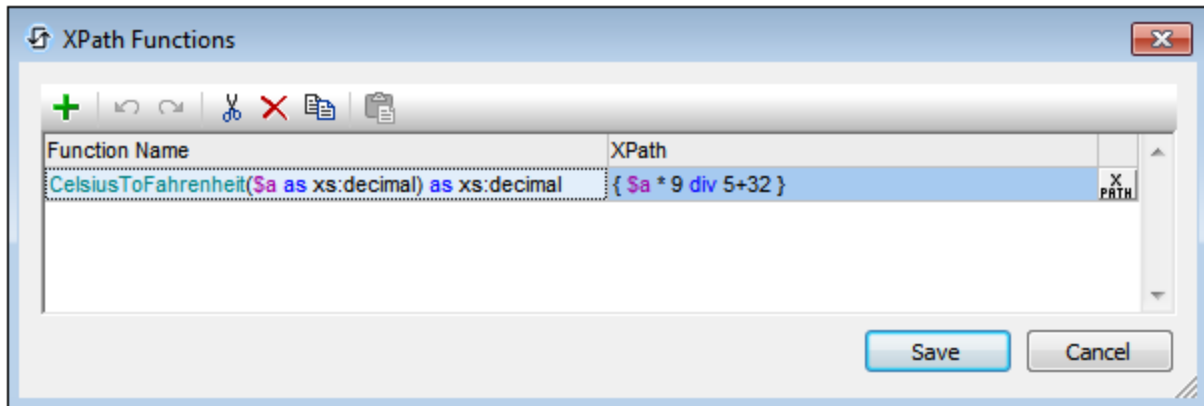 XPath Functions
Function Name XPath
CelsiusToFahrenheit($a as xs:decimal) as xs:decimal { $a * 9 div 5+32 } X
PATH
Save Cancel